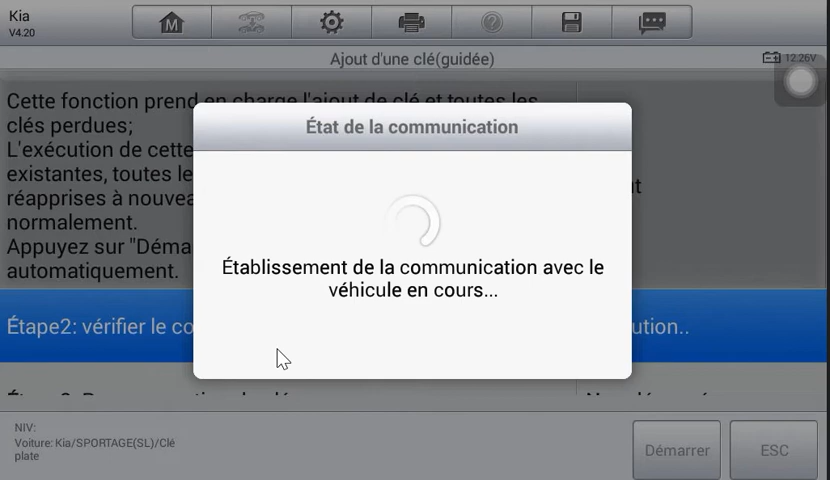 Kia
V4.20
Ajout d'une clé(guidée)
12.26V
Cette fonction prend en charge l'ajout de clé et toutes les
clés perdues;
L'exécution de cette
existantes, toutes le
réapprises à nouvea
normalement.
Appuyez sur "Déma
automatiquement.
État de la communication
Établissement de la communication avec le
véhicule en cours...
Étape2: vérifier le co
ution..
NIV:
Voiture: Kia/SPORTAGE(SL)/Clé
plate
Démarrer
ESC